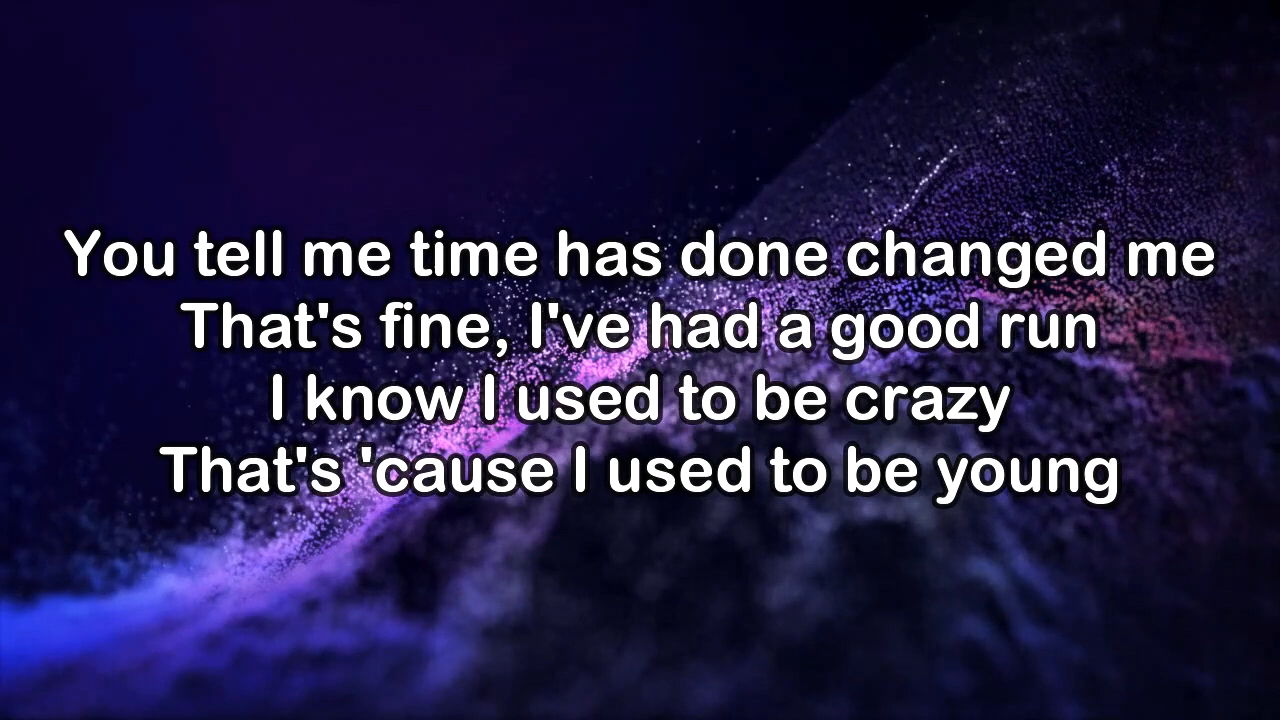 You tell me time has done changed me
That's fine, I've had a good run
I know I used to be crazy
That's 'cause I used to be young